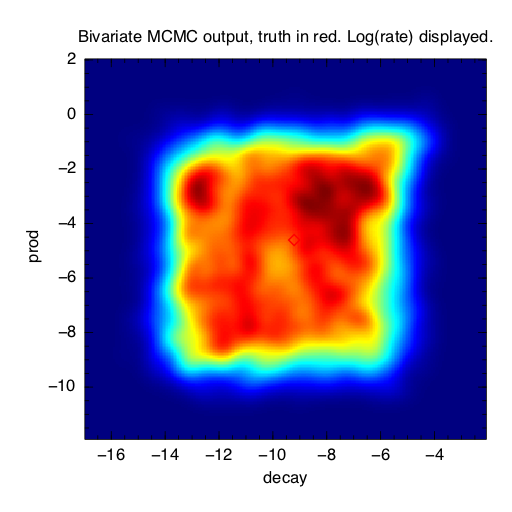 Bivariate MCMC output, truth in red. Log(rate) displayed.
2
0
−2
−4
−6
−8
−10
prod
−16 −14 −12 −10 −8 −6 −4
decay